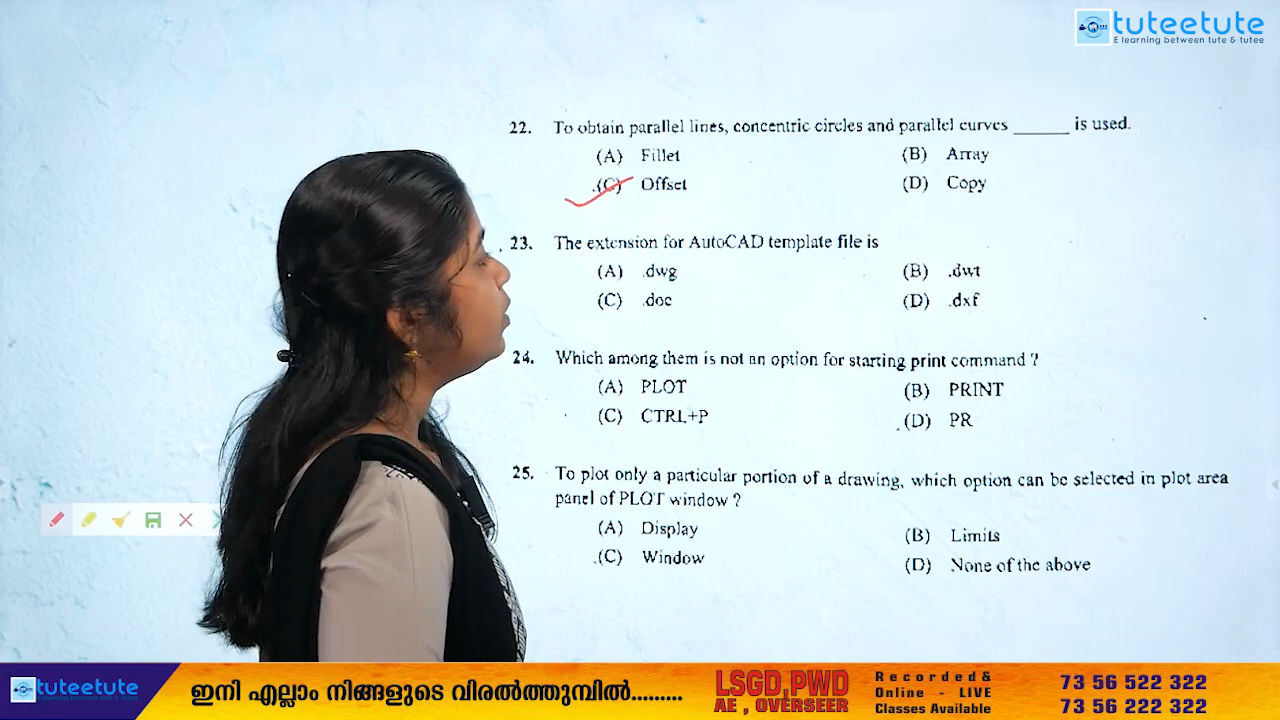 tuteetute
E learning between tute & tutee
22. To obtain parallel lines, concentric circles and parallel curves ______ is used.
(A) Fillet (B) Array
(C) Offset (D) Copy
23. The extension for AutoCAD template file is
(A) .dwg (B) .dwt
(C) .doc (D) .dxf
24. Which among them is not an option for starting print command ?
(A) PLOT (B) PRINT
(C) CTRL+P (D) PR
25. To plot only a particular portion of a drawing, which option can be selected in plot area
panel of PLOT window ?
(A) Display (B) Limits
(C) Window (D) None of the above
tuteetute
E learning between tute & tutee
ഇനി എല്ലാം നിങ്ങളുടെ വിരൽത്തുമ്പിൽ.........
LSGD,PWD
AE , OVERSEER
Recorded &
Online - LIVE
Classes Available
73 56 522 322
73 56 222 322